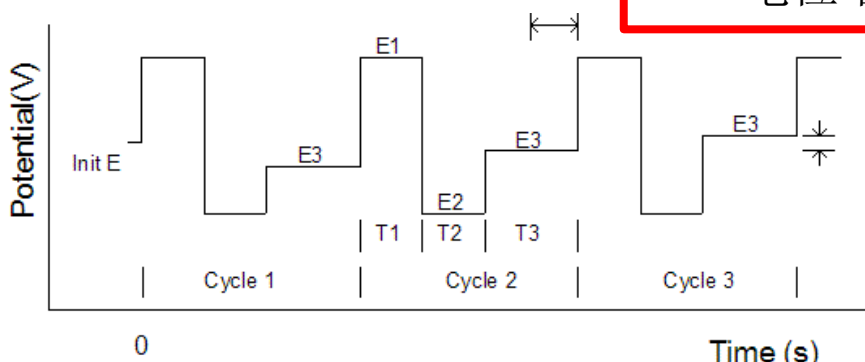 E1
Potential(V)
Init E
E3
E3
E3
E2
T1 T2 T3
Cycle 1 Cycle 2 Cycle 3
0
Time (s)